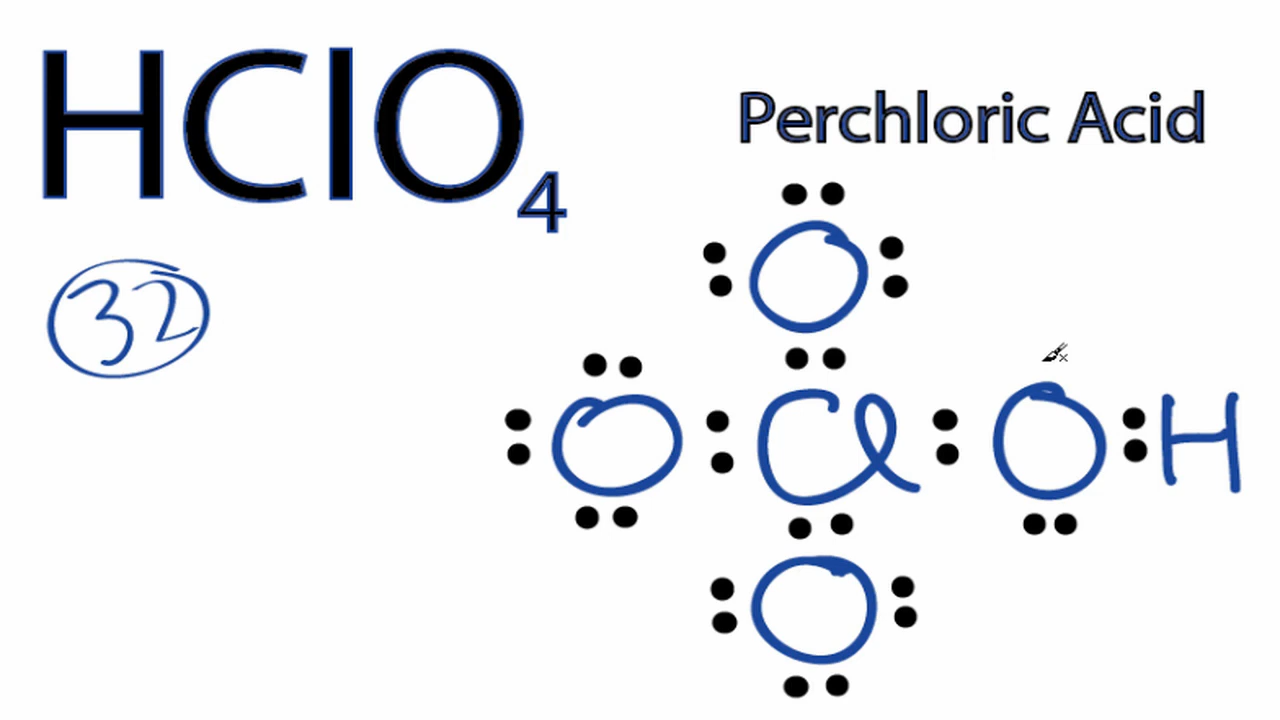 HClO₄
Perchloric Acid
32
O
O Cl O H
O